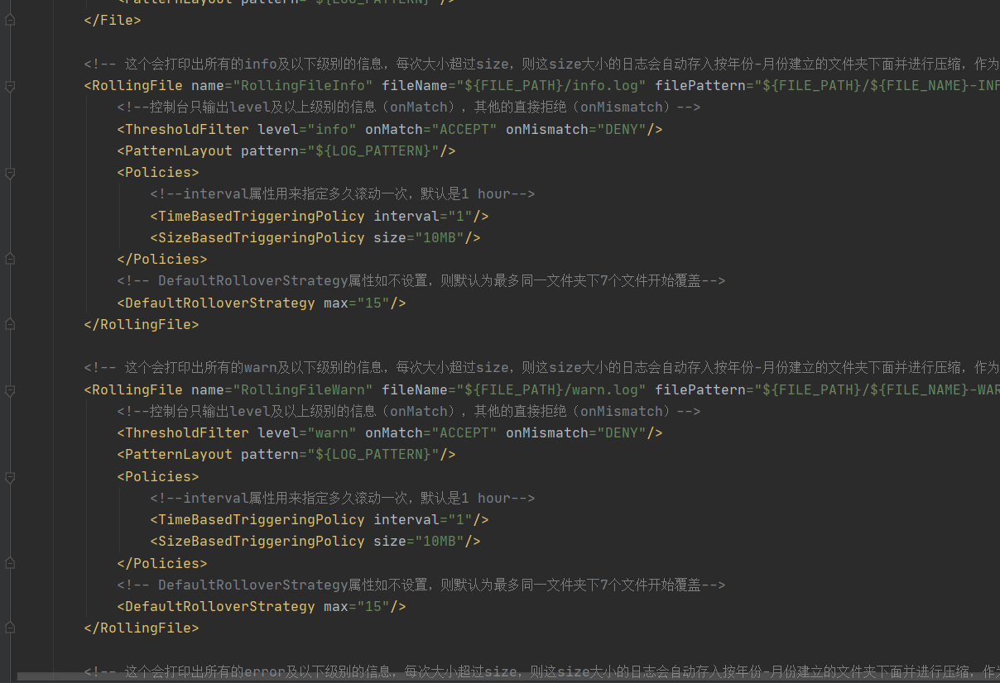 <PatternLayout pattern="${LOG_PATTERN}"/>
</File>
<!-- 这个会打印出所有的info及以下级别的信息，每次大小超过size，则这size大小的日志会自动存入按年份-月份建立的文件夹下面并进行压缩，作为
<RollingFile name="RollingFileInfo" fileName="${FILE_PATH}/info.log" filePattern="${FILE_PATH}/${FILE_NAME}-INF
<!--控制台只输出level及以上级别的信息（onMatch），其他的直接拒绝（onMismatch）-->
<ThresholdFilter level="info" onMatch="ACCEPT" onMismatch="DENY"/>
<PatternLayout pattern="${LOG_PATTERN}"/>
<Policies>
<!--interval属性用来指定多久滚动一次，默认是1 hour-->
<TimeBasedTriggeringPolicy interval="1"/>
<SizeBasedTriggeringPolicy size="10MB"/>
</Policies>
<!-- DefaultRolloverStrategy属性如不设置，则默认为最多同一文件夹下7个文件开始覆盖-->
<DefaultRolloverStrategy max="15"/>
</RollingFile>
<!-- 这个会打印出所有的warn及以下级别的信息，每次大小超过size，则这size大小的日志会自动存入按年份-月份建立的文件夹下面并进行压缩，作为
<RollingFile name="RollingFileWarn" fileName="${FILE_PATH}/warn.log" filePattern="${FILE_PATH}/${FILE_NAME}-WAR
<!--控制台只输出level及以上级别的信息（onMatch），其他的直接拒绝（onMismatch）-->
<ThresholdFilter level="warn" onMatch="ACCEPT" onMismatch="DENY"/>
<PatternLayout pattern="${LOG_PATTERN}"/>
<Policies>
<!--interval属性用来指定多久滚动一次，默认是1 hour-->
<TimeBasedTriggeringPolicy interval="1"/>
<SizeBasedTriggeringPolicy size="10MB"/>
</Policies>
<!-- DefaultRolloverStrategy属性如不设置，则默认为最多同一文件夹下7个文件开始覆盖-->
<DefaultRolloverStrategy max="15"/>
</RollingFile>
<!-- 这个会打印出所有的error及以下级别的信息，每次大小超过size，则这size大小的日志会自动存入按年份-月份建立的文件夹下面并进行压缩，作